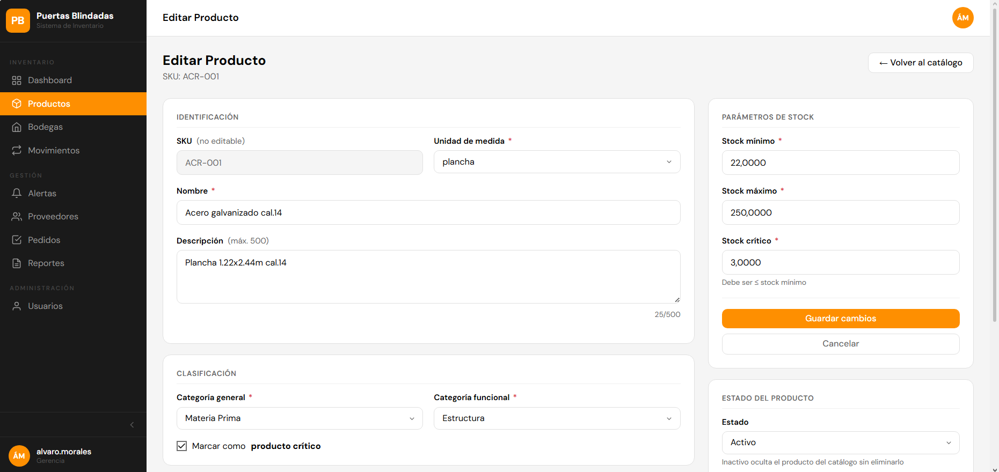 PB
Puertas Blindadas
Sistema de Inventario
INVENTARIO
Dashboard
Productos
Bodegas
Movimientos
GESTIÓN
Alertas
Proveedores
Pedidos
Reportes
ADMINISTRACIÓN
Usuarios
ÁM
alvaro.morales
Gerencia
Editar Producto
ÁM
Editar Producto
SKU: ACR-001
← Volver al catálogo
IDENTIFICACIÓN
SKU (no editable)
ACR-001
Unidad de medida *
plancha
Nombre *
Acero galvanizado cal.14
Descripción (máx. 500)
Plancha 1.22x2.44m cal.14
25/500
CLASIFICACIÓN
Categoría general *
Materia Prima
Categoría funcional *
Estructura
Marcar como producto crítico
PARÁMETROS DE STOCK
Stock mínimo *
22,0000
Stock máximo *
250,0000
Stock crítico *
3,0000
Debe ser ≤ stock mínimo
Guardar cambios
Cancelar
ESTADO DEL PRODUCTO
Estado
Activo
Inactivo oculta el producto del catálogo sin eliminarlo